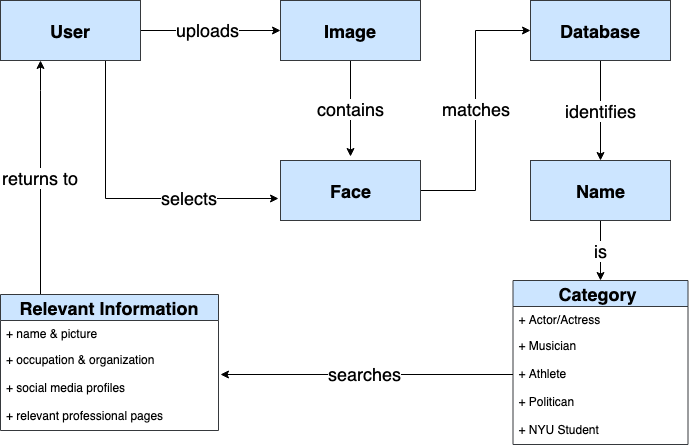 User
uploads
Image
Database
contains
matches
identifies
returns to
selects
Face
Name
is
Relevant Information
+ name & picture
+ occupation & organization
+ social media profiles
+ relevant professional pages
searches
Category
+ Actor/Actress
+ Musician
+ Athlete
+ Politican
+ NYU Student